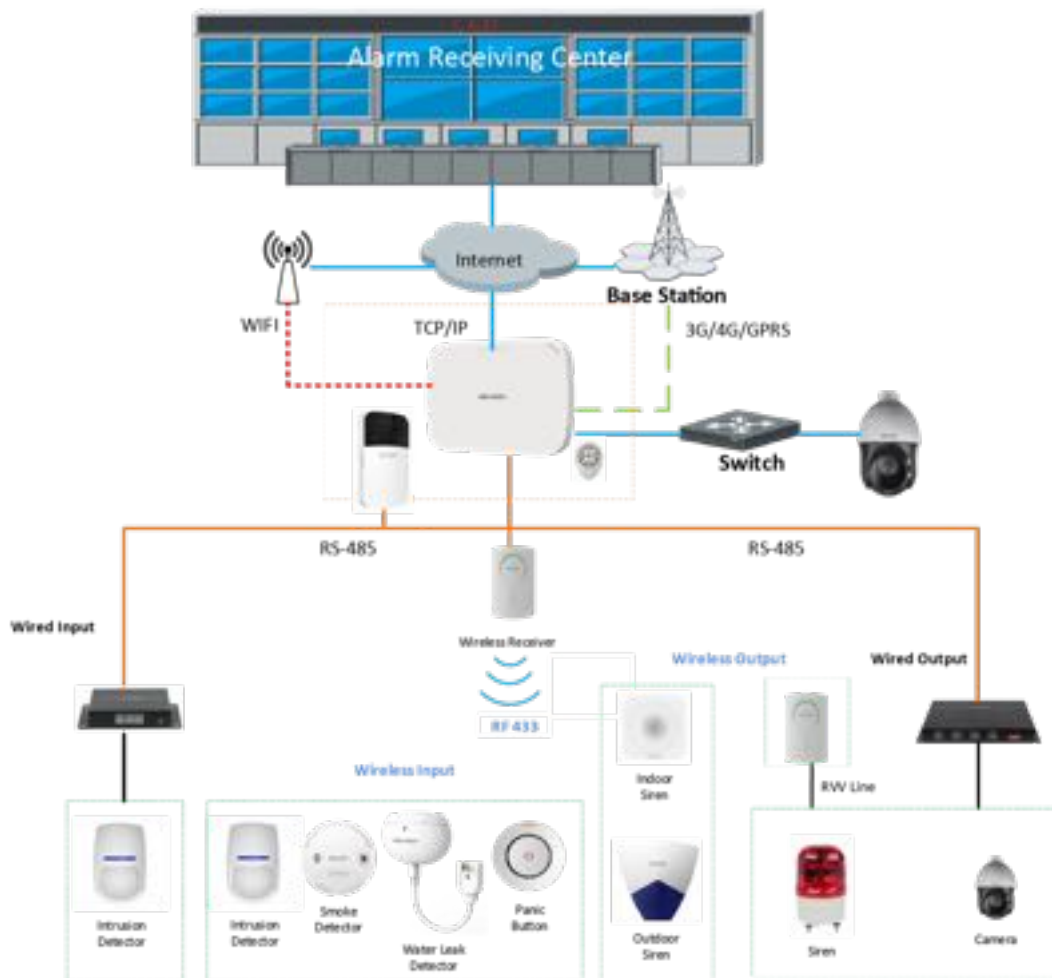 Alarm Receiving Center
Internet
Base Station
WIFI
TCP/IP
3G/4G/GPRS
Switch
RS-485
RS-485
Wired Input
Wireless Receiver
Wireless Output
Wired Output
RF 433
Wireless Input
Indoor
Siren
RVV Line
Intrusion
Detector
Intrusion
Detector
Smoke
Detector
Water Leak
Detector
Panic
Button
Outdoor
Siren
Siren
Camera